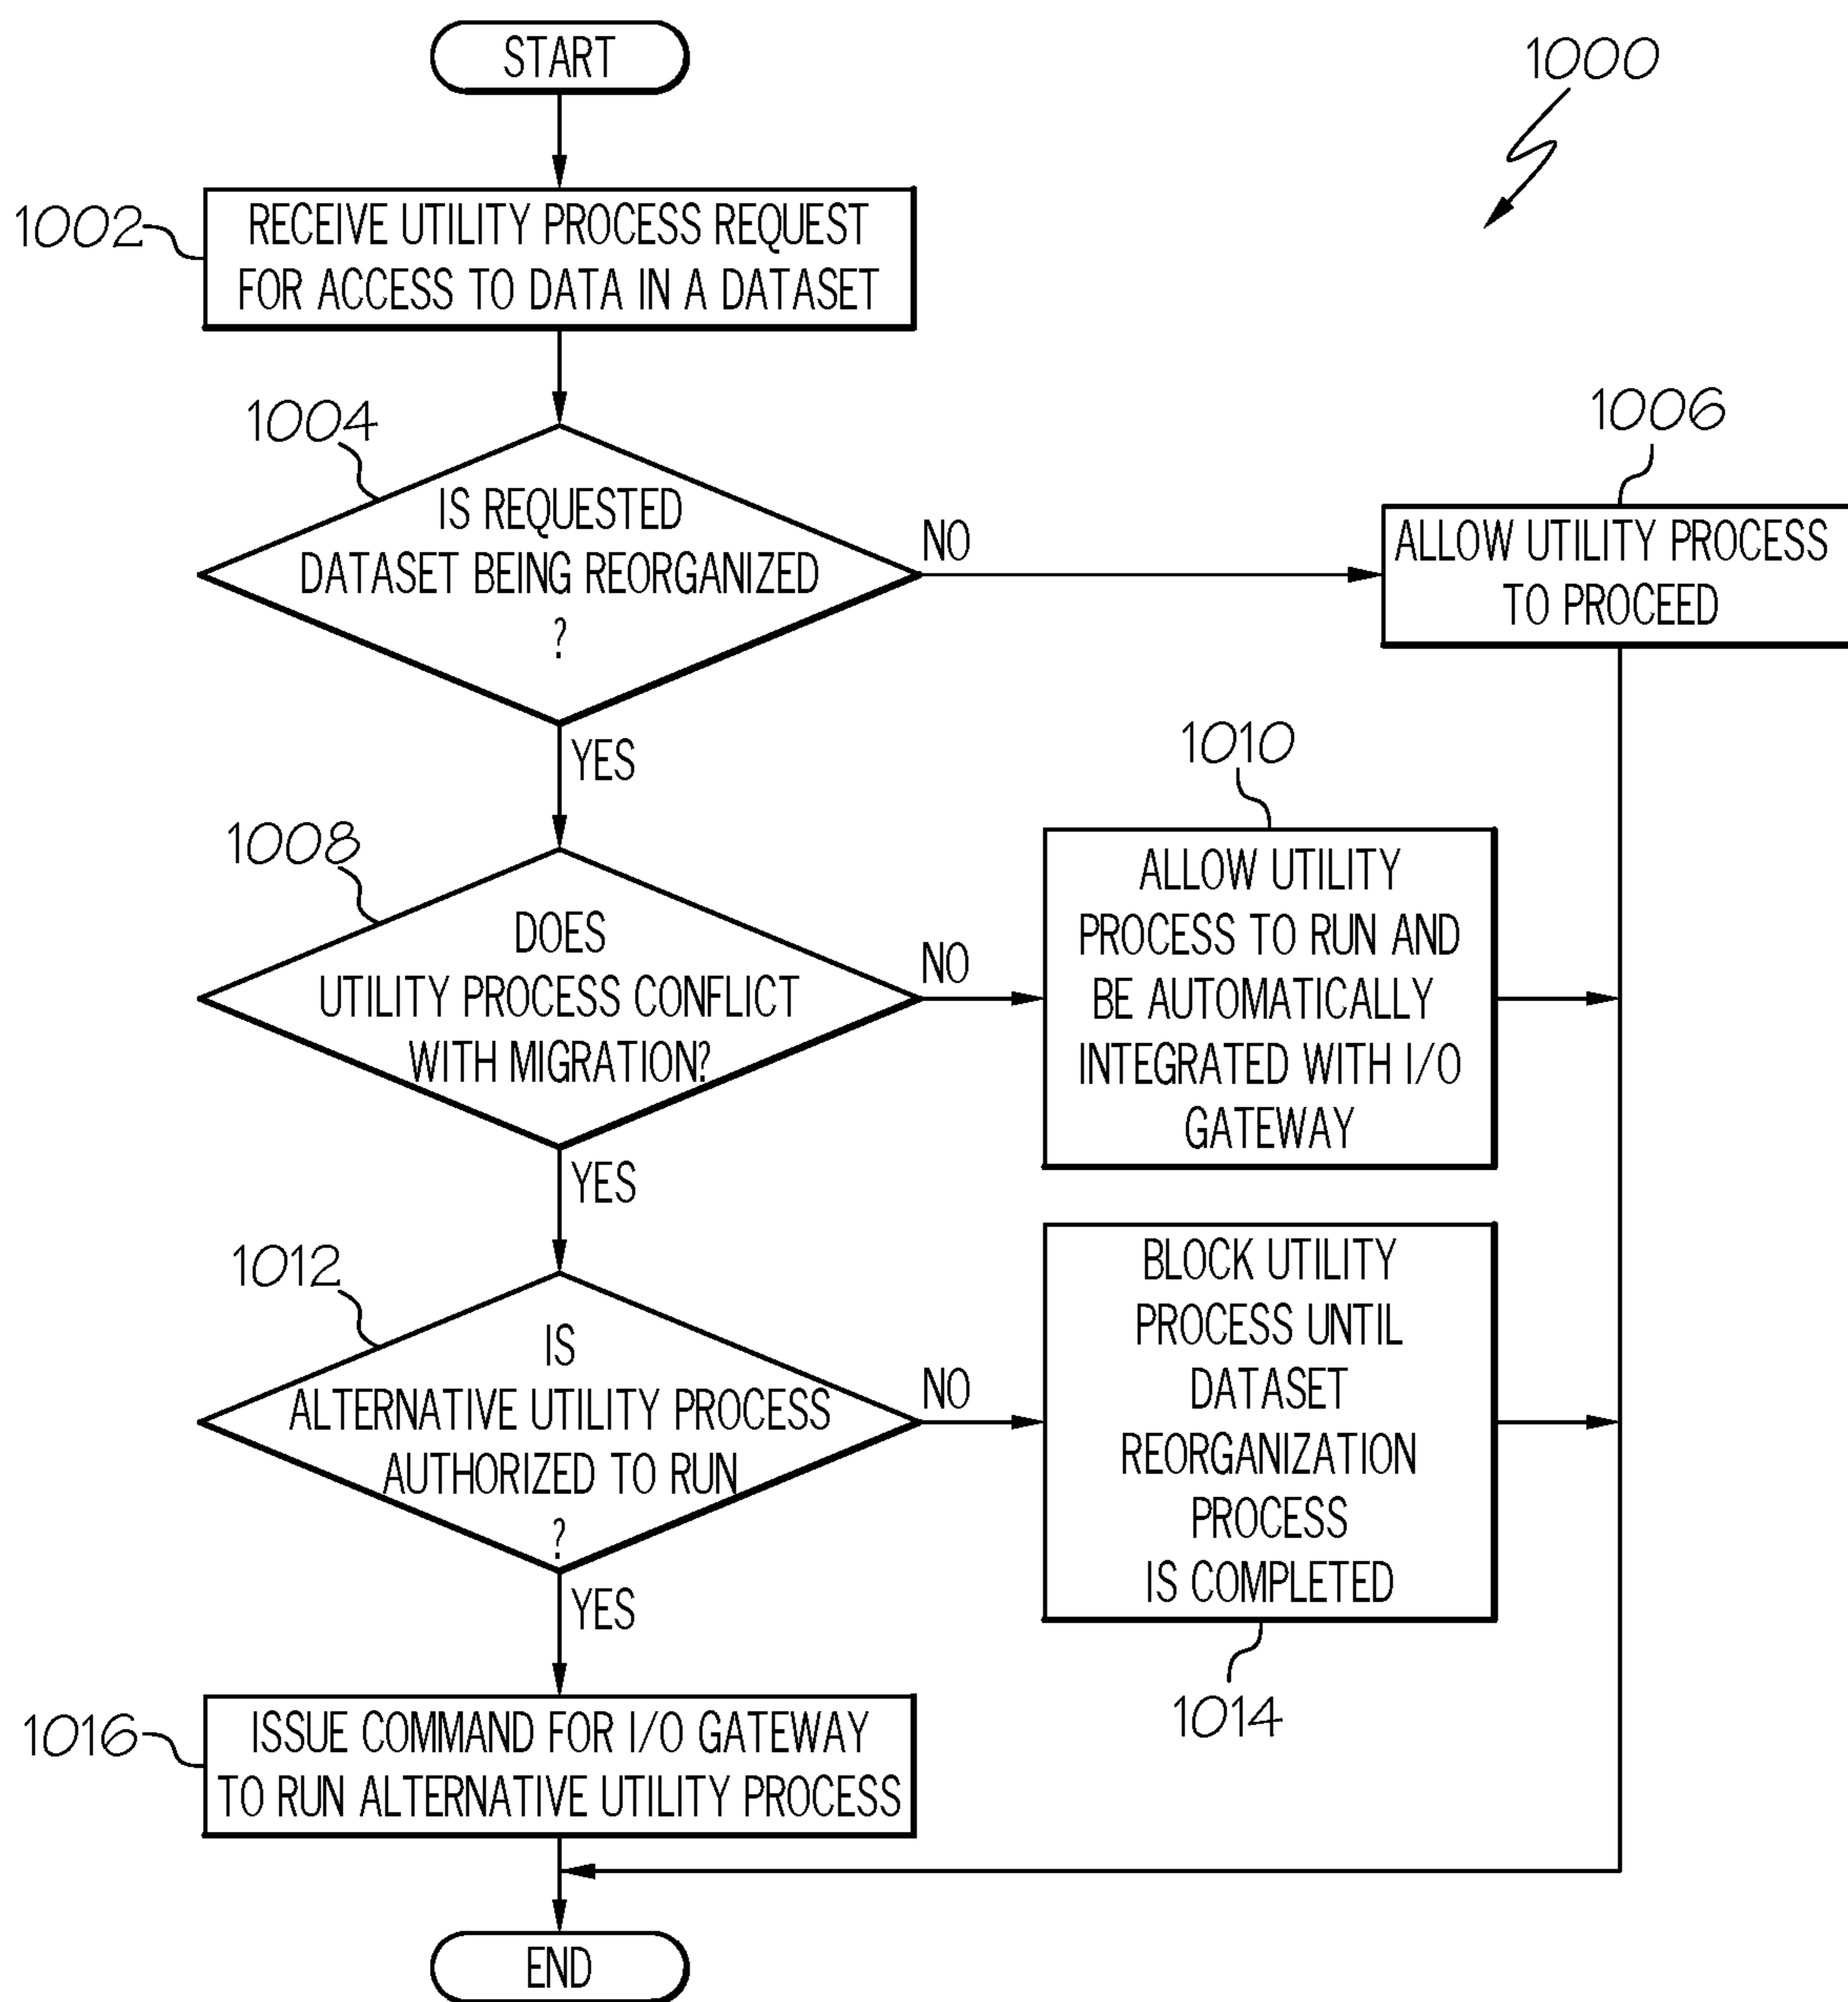 START
1000
1002
RECEIVE UTILITY PROCESS REQUEST
FOR ACCESS TO DATA IN A DATASET
1004
IS REQUESTED
DATASET BEING REORGANIZED
?
NO
YES
1006
ALLOW UTILITY PROCESS
TO PROCEED
1008
DOES
UTILITY PROCESS CONFLICT
WITH MIGRATION?
NO
YES
1010
ALLOW UTILITY
PROCESS TO RUN AND
BE AUTOMATICALLY
INTEGRATED WITH I/O
GATEWAY
1012
IS
ALTERNATIVE UTILITY PROCESS
AUTHORIZED TO RUN
?
NO
YES
BLOCK UTILITY
PROCESS UNTIL
DATASET
REORGANIZATION
PROCESS
IS COMPLETED
1014
1016
ISSUE COMMAND FOR I/O GATEWAY
TO RUN ALTERNATIVE UTILITY PROCESS
END